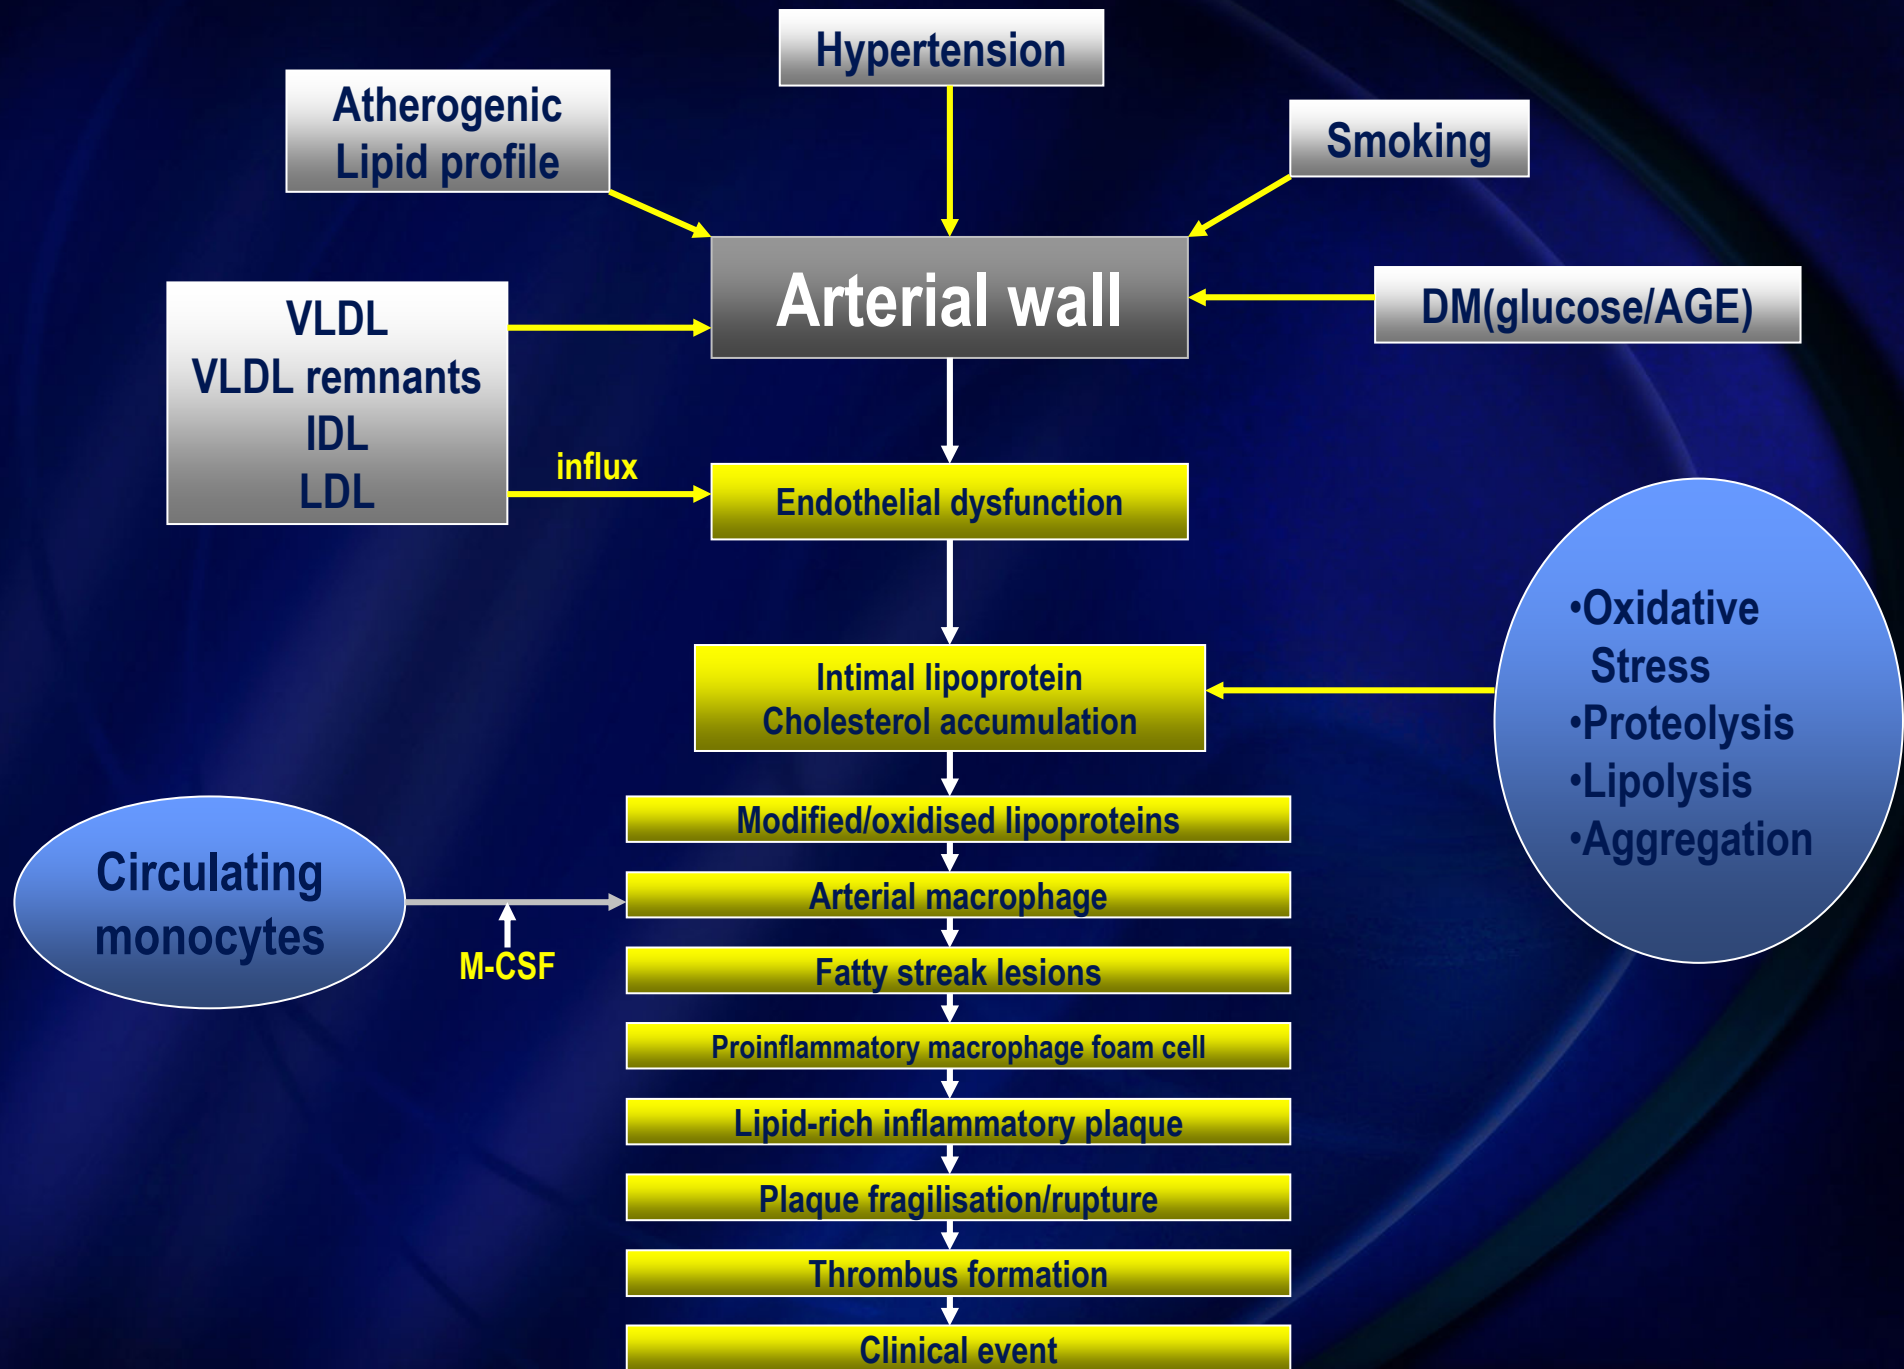 Hypertension
Atherogenic
Lipid profile
Smoking
Arterial wall
DM(glucose/AGE)
VLDL
VLDL remnants
IDL
LDL
influx
Endothelial dysfunction
Intimal lipoprotein
Cholesterol accumulation
•Oxidative
Stress
•Proteolysis
•Lipolysis
•Aggregation
Modified/oxidised lipoproteins
Circulating
monocytes
M-CSF
Arterial macrophage
Fatty streak lesions
Proinflammatory macrophage foam cell
Lipid-rich inflammatory plaque
Plaque fragilisation/rupture
Thrombus formation
Clinical event